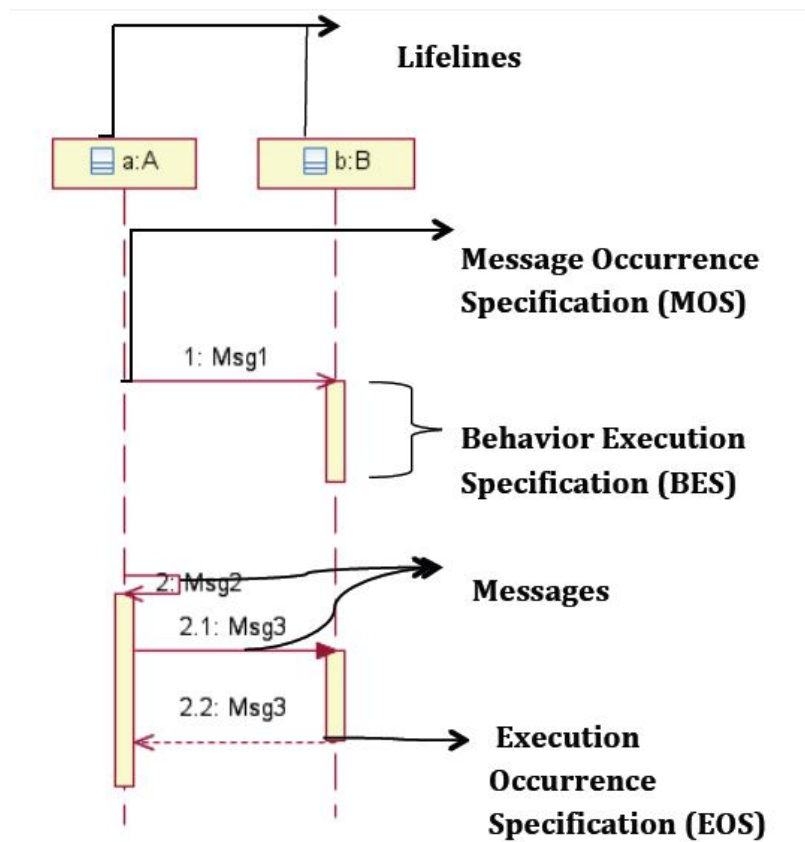 Lifelines
a:A
b:B
Message Occurrence
Specification (MOS)
1: Msg1
Behavior Execution
Specification (BES)
2: Msg2
Messages
2.1: Msg3
2.2: Msg3
Execution
Occurrence
Specification (EOS)